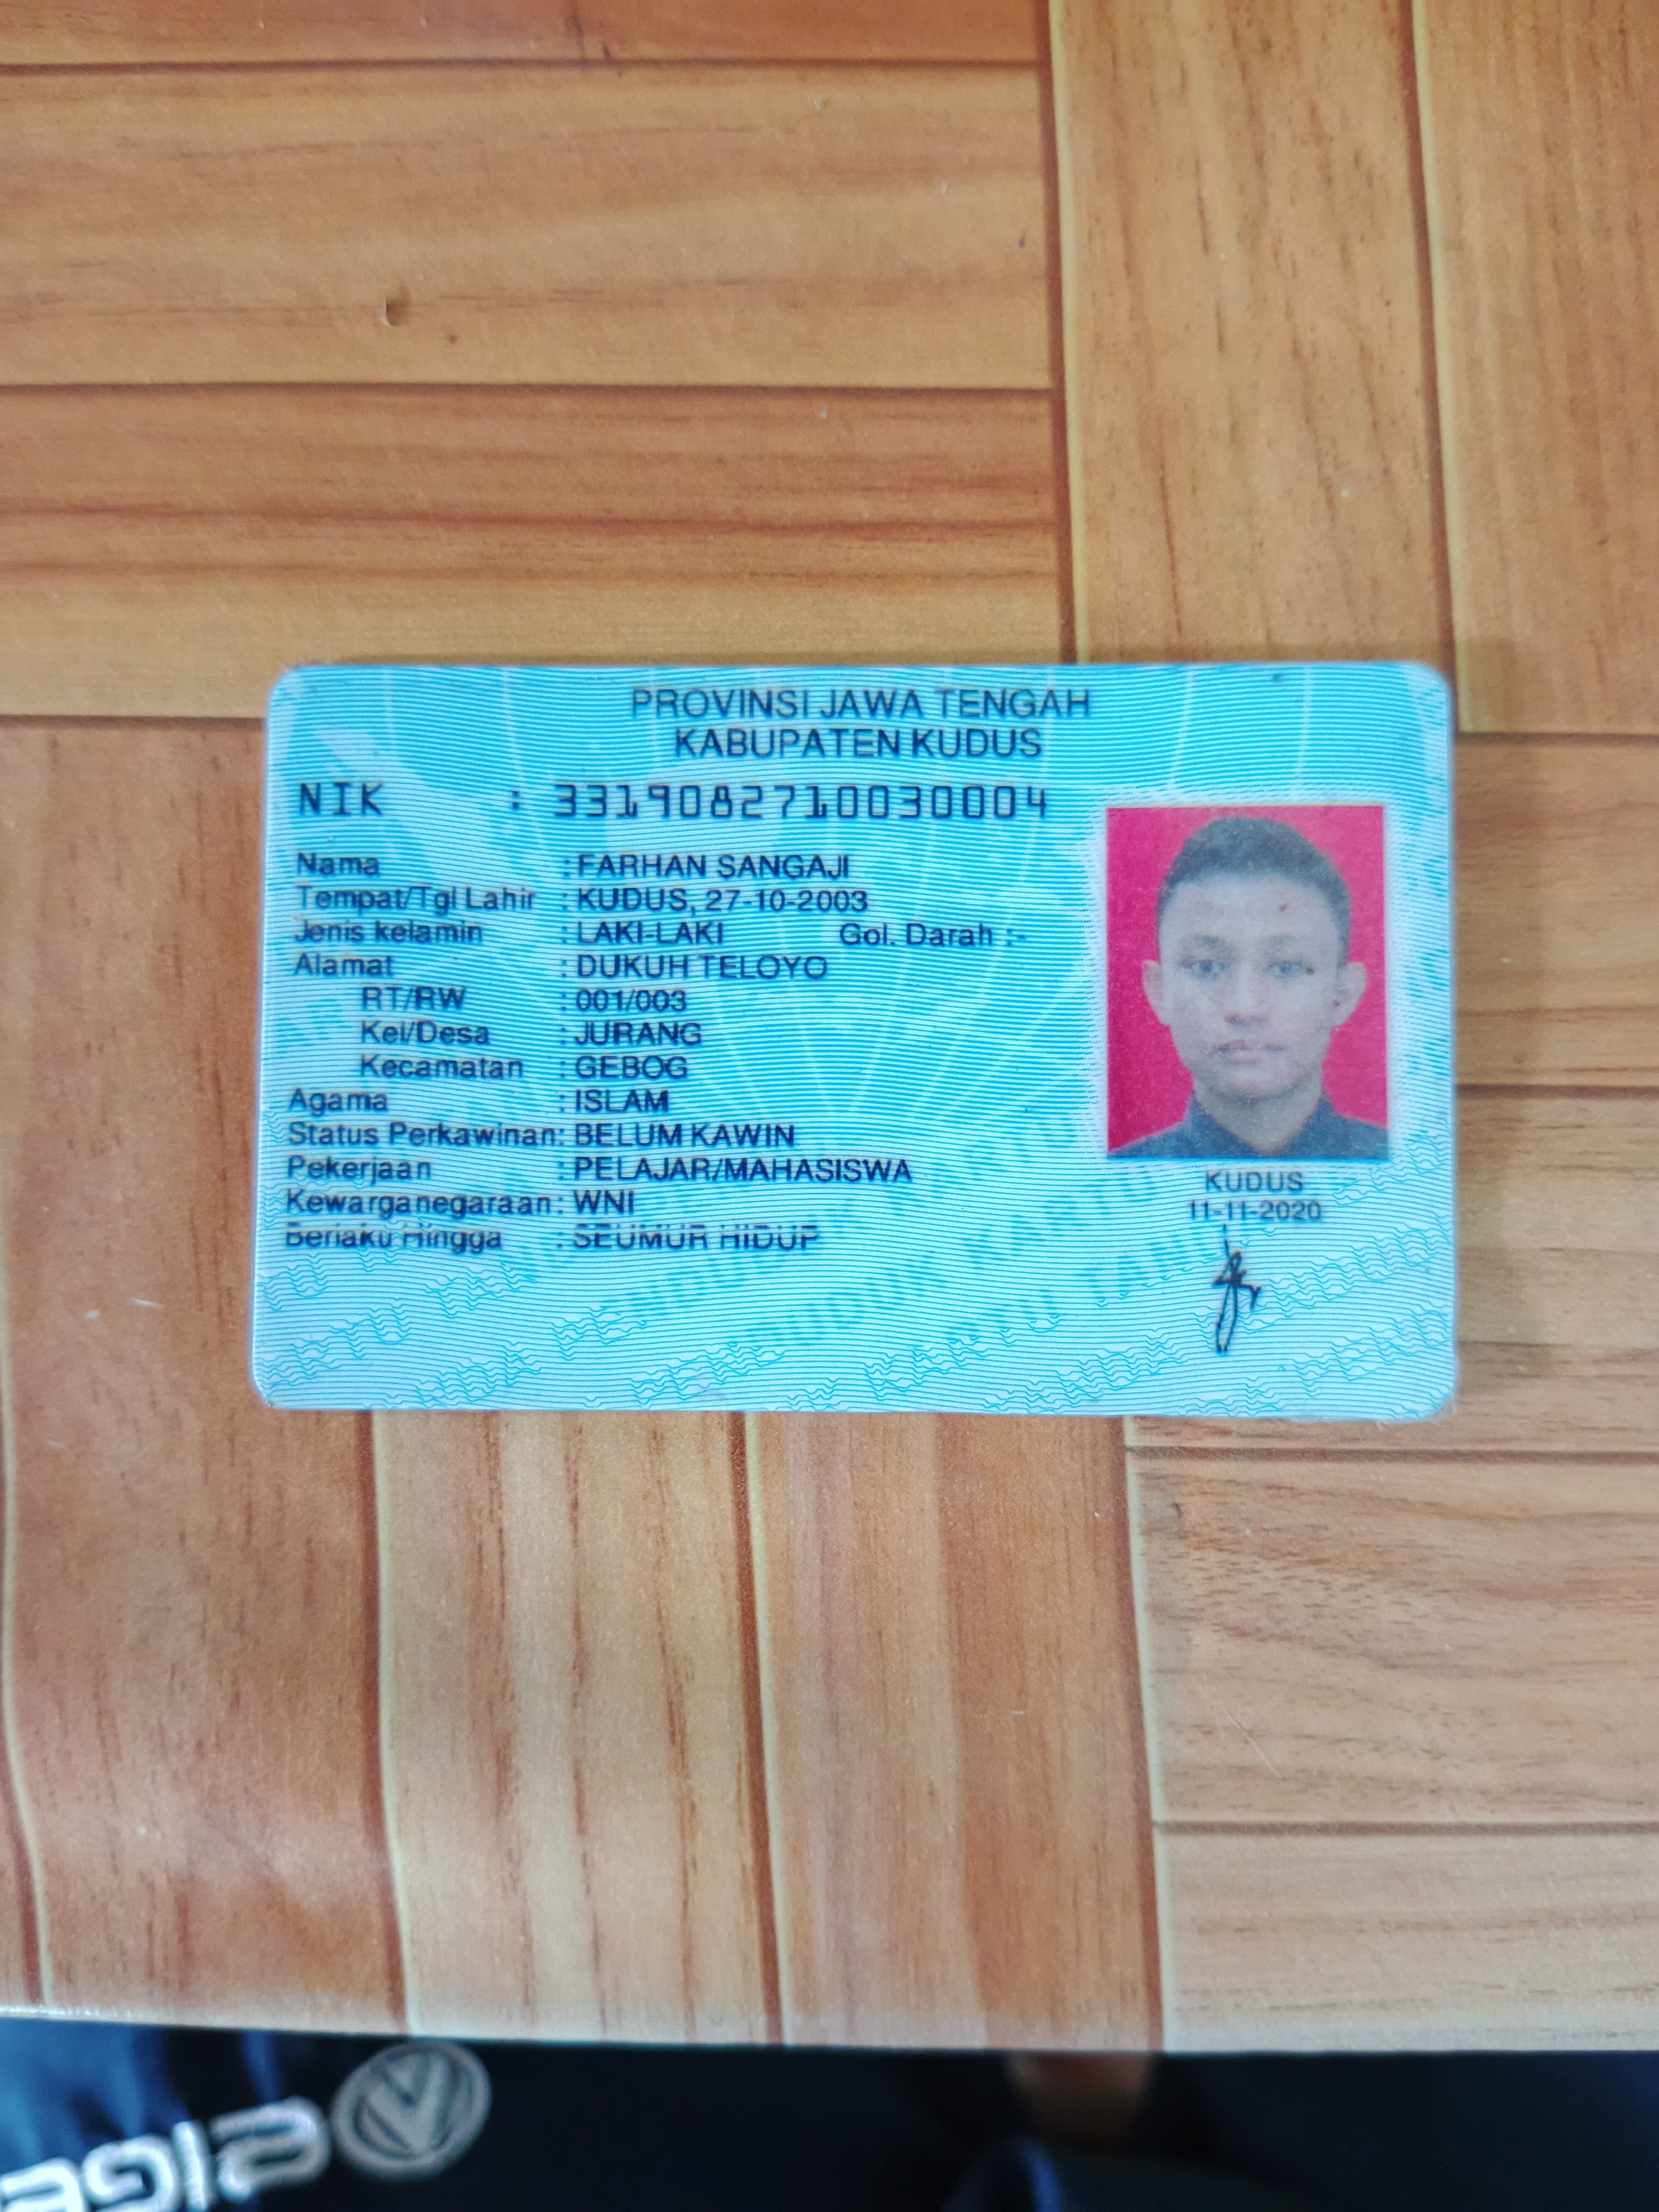 PROVINSI JAWA TENGAH
KABUPATEN KUDUS
NIK : 3319082710030004
Nama : FARHAN SANGAJI
Tempat/Tgl Lahir : KUDUS, 27-10-2003
Jenis kelamin : LAKI-LAKI Gol. Darah :-
Alamat : DUKUH TELOYO
RT/RW : 001/003
Kel/Desa : JURANG
Kecamatan : GEBOG
Agama : ISLAM
Status Perkawinan: BELUM KAWIN
Pekerjaan : PELAJAR/MAHASISWA
Kewarganegaraan: WNI
Berlaku Hingga : SEUMUR HIDUP
KUDUS
11-11-2020